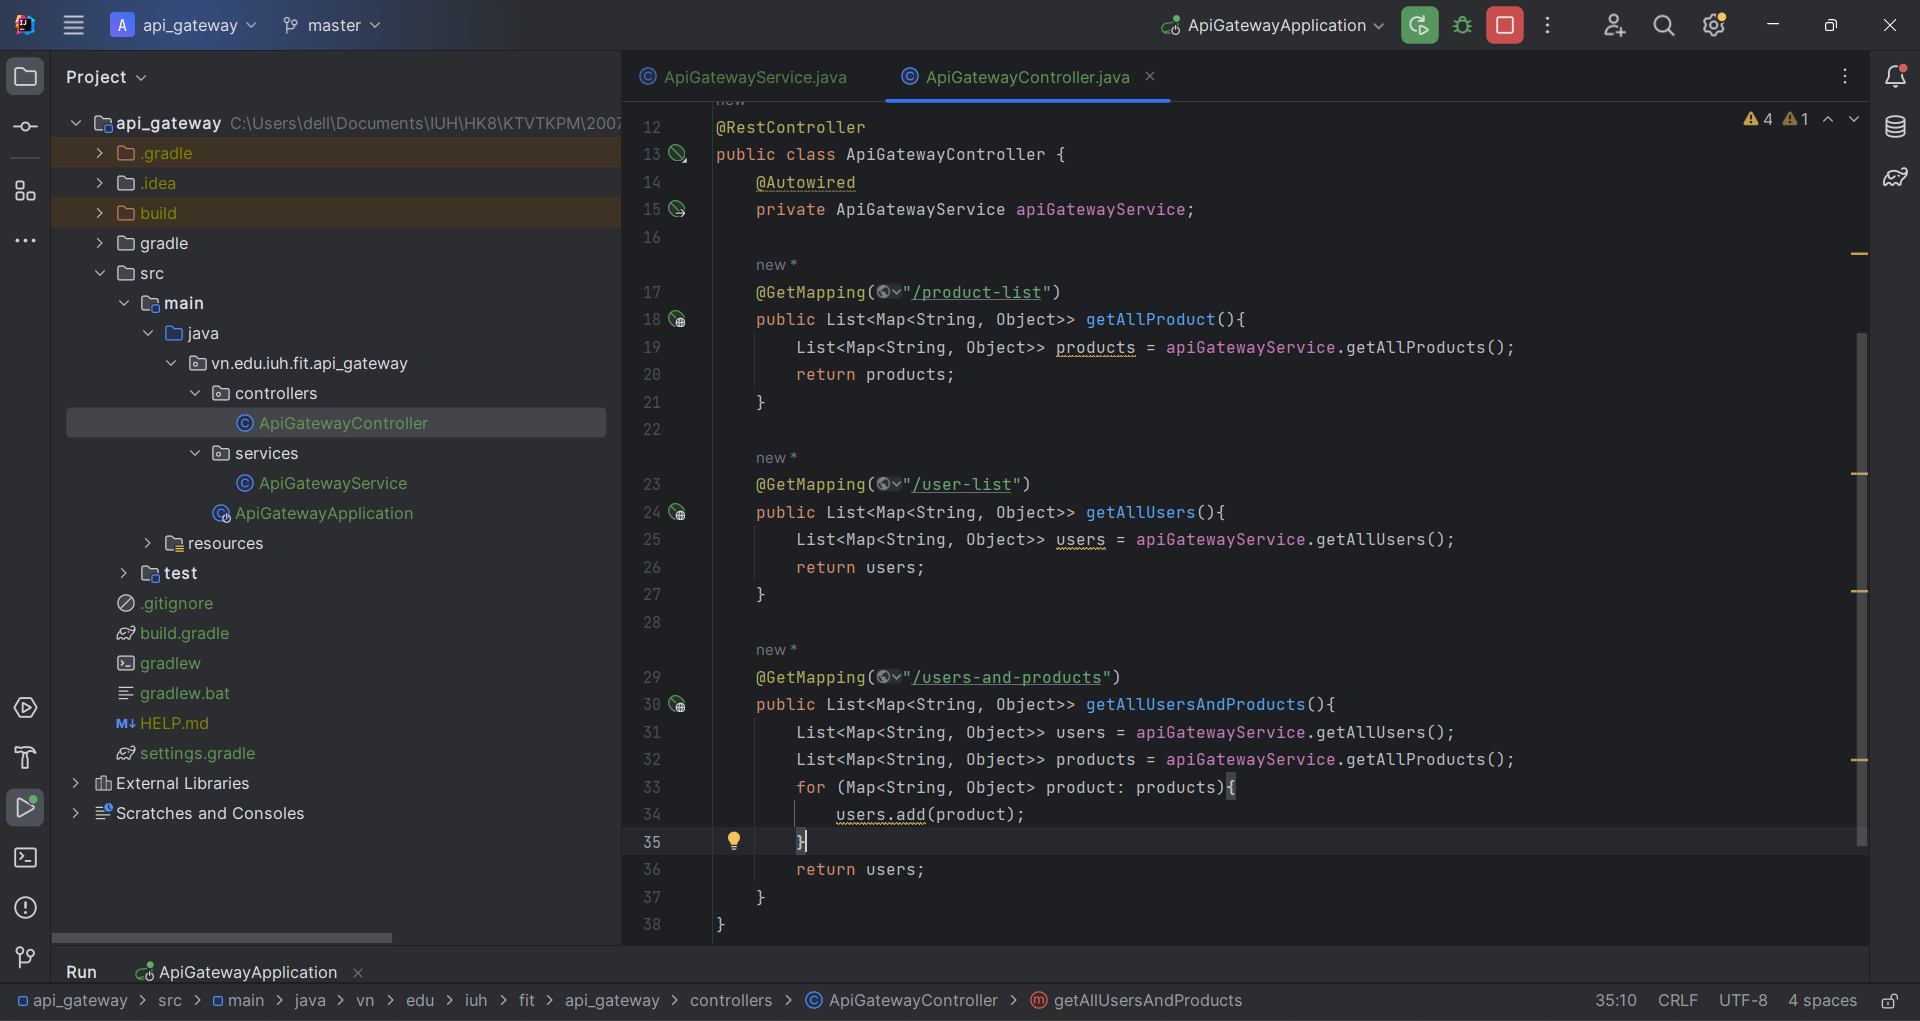 A api_gateway master ApiGatewayApplication
Project
ApiGatewayService.java ApiGatewayController.java
api_gateway C:\Users\dell\Documents\IUH\HK8\KTVTKPM\2007
.gradle
.idea
build
gradle
src
main
java
vn.edu.iuh.fit.api_gateway
controllers
ApiGatewayController
services
ApiGatewayService
ApiGatewayApplication
resources
test
.gitignore
build.gradle
gradlew
gradlew.bat
M↓ HELP.md
settings.gradle
External Libraries
Scratches and Consoles
new *
4 1
12 @RestController
13 public class ApiGatewayController {
14 @Autowired
15 private ApiGatewayService apiGatewayService;
16
new *
17 @GetMapping("/product-list")
18 public List<Map<String, Object>> getAllProduct(){
19 List<Map<String, Object>> products = apiGatewayService.getAllProducts();
20 return products;
21 }
22
new *
23 @GetMapping("/user-list")
24 public List<Map<String, Object>> getAllUsers(){
25 List<Map<String, Object>> users = apiGatewayService.getAllUsers();
26 return users;
27 }
28
new *
29 @GetMapping("/users-and-products")
30 public List<Map<String, Object>> getAllUsersAndProducts(){
31 List<Map<String, Object>> users = apiGatewayService.getAllUsers();
32 List<Map<String, Object>> products = apiGatewayService.getAllProducts();
33 for (Map<String, Object> product: products){
34 users.add(product);
35 }
36 return users;
37 }
38 }
Run ApiGatewayApplication
api_gateway > src > main > java > vn > edu > iuh > fit > api_gateway > controllers > ApiGatewayController > getAllUsersAndProducts 35:10 CRLF UTF-8 4 spaces